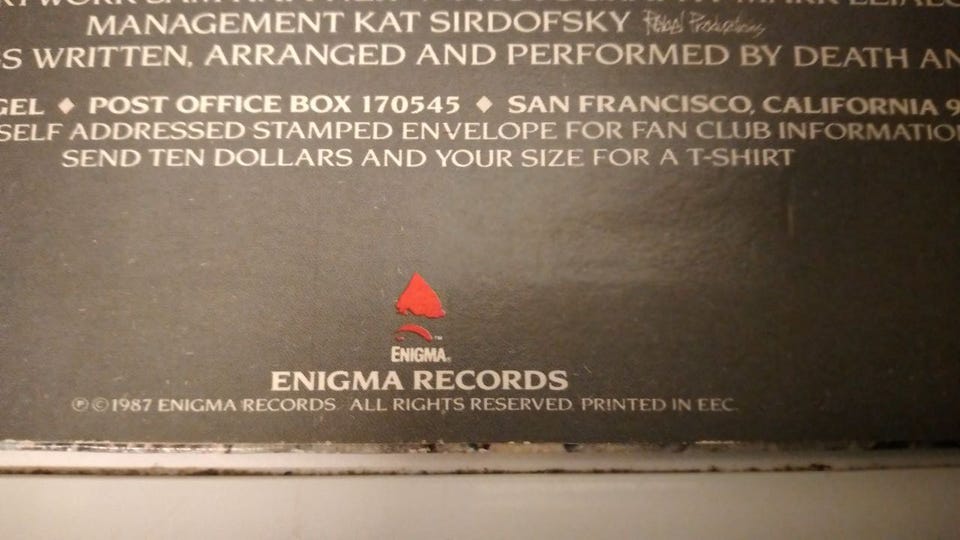 MANAGEMENT KAT SIRDOFSKY
S WRITTEN, ARRANGED AND PERFORMED BY DEATH AN
GEL ♦ POST OFFICE BOX 170545 ♦ SAN FRANCISCO, CALIFORNIA 9
SELF ADDRESSED STAMPED ENVELOPE FOR FAN CLUB INFORMATIO
SEND TEN DOLLARS AND YOUR SIZE FOR A T-SHIRT
™
ENIGMA®
ENIGMA RECORDS
℗©1987 ENIGMA RECORDS. ALL RIGHTS RESERVED. PRINTED IN EEC.